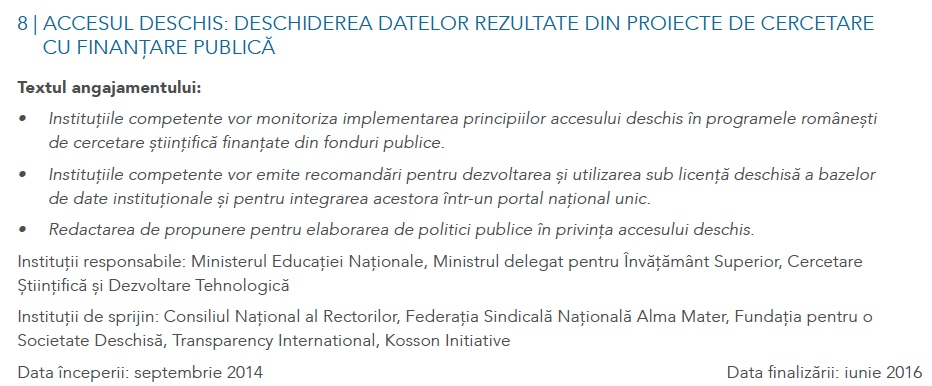 8 | ACCESUL DESCHIS: DESCHIDEREA DATELOR REZULTATE DIN PROIECTE DE CERCETARE
CU FINANȚARE PUBLICĂ
Textul angajamentului:
• Instituțiile competente vor monitoriza implementarea principiilor accesului deschis în programele românești
de cercetare științifică finanțate din fonduri publice.
• Instituțiile competente vor emite recomandări pentru dezvoltarea și utilizarea sub licență deschisă a bazelor
de date instituționale și pentru integrarea acestora într-un portal național unic.
• Redactarea de propunere pentru elaborarea de politici publice în privința accesului deschis.
Instituții responsabile: Ministerul Educației Naționale, Ministrul delegat pentru Învățământ Superior, Cercetare
Științifică și Dezvoltare Tehnologică
Instituții de sprijin: Consiliul Național al Rectorilor, Federația Sindicală Națională Alma Mater, Fundația pentru o
Societate Deschisă, Transparency International, Kosson Initiative
Data începerii: septembrie 2014 Data finalizării: iunie 2016